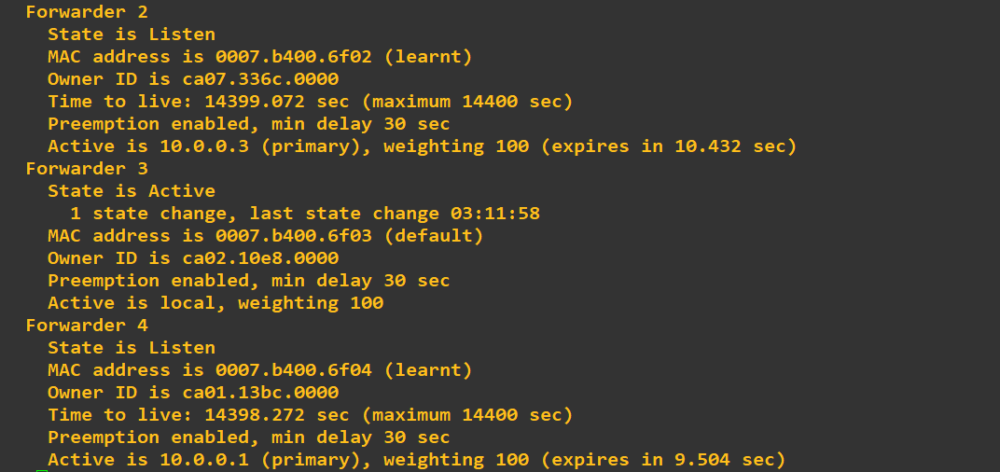 Forwarder 2
State is Listen
MAC address is 0007.b400.6f02 (learnt)
Owner ID is ca07.336c.0000
Time to live: 14399.072 sec (maximum 14400 sec)
Preemption enabled, min delay 30 sec
Active is 10.0.0.3 (primary), weighting 100 (expires in 10.432 sec)
Forwarder 3
State is Active
1 state change, last state change 03:11:58
MAC address is 0007.b400.6f03 (default)
Owner ID is ca02.10e8.0000
Preemption enabled, min delay 30 sec
Active is local, weighting 100
Forwarder 4
State is Listen
MAC address is 0007.b400.6f04 (learnt)
Owner ID is ca01.13bc.0000
Time to live: 14398.272 sec (maximum 14400 sec)
Preemption enabled, min delay 30 sec
Active is 10.0.0.1 (primary), weighting 100 (expires in 9.504 sec)